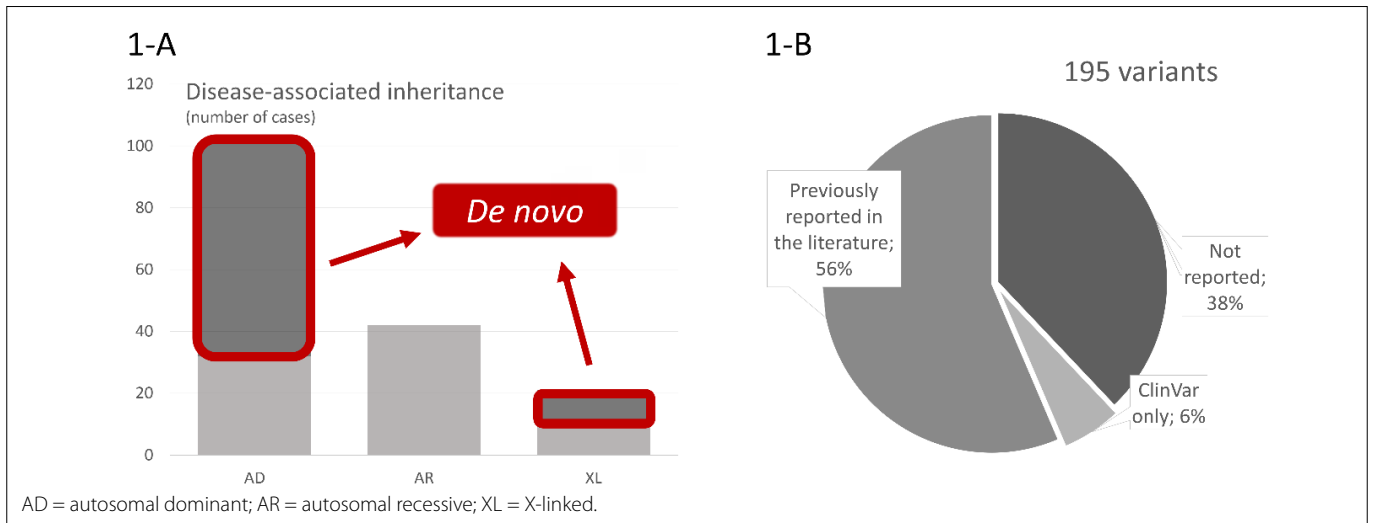 1-A
120
100
80
60
40
20
0
Disease-associated inheritance
(number of cases)
De novo
AD
AR
XL
1-B
195 variants
Previously
reported in
the literature;
56%
Not
reported;
38%
ClinVar
only; 6%
AD = autosomal dominant; AR = autosomal recessive; XL = X-linked.